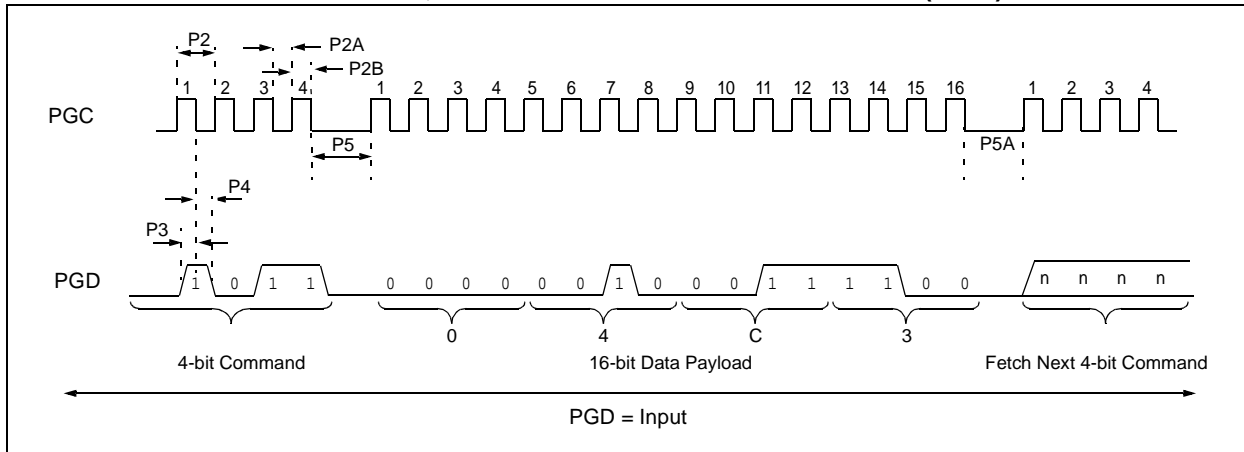 P2
P2A
P2B
1 2 3 4 1 2 3 4 5 6 7 8 9 10 11 12 13 14 15 16 1 2 3 4
PGC
P5
P5A
P4
P3
PGD
1 0 1 1 0 0 0 0 0 0 1 0 0 0 1 1 1 1 0 0 n n n n
0 4 C 3
4-bit Command 16-bit Data Payload Fetch Next 4-bit Command
PGD = Input